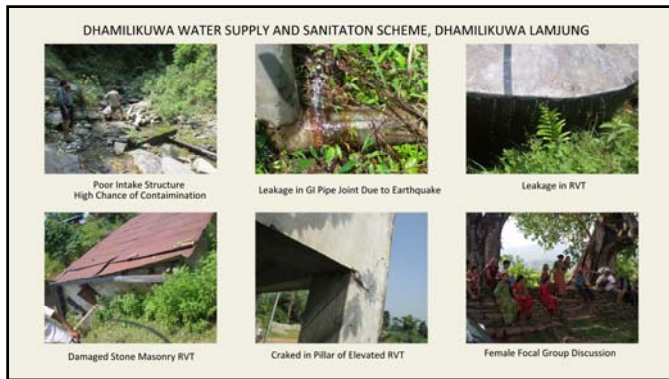 DHAMILIKUWA WATER SUPPLY AND SANITATON SCHEME, DHAMILIKUWA LAMJUNG
Poor Intake Structure
High Chance of Contaimination
Leakage in GI Pipe Joint Due to Earthquake
Leakage in RVT
Damaged Stone Masonry RVT
Craked in Pillar of Elevated RVT
Female Focal Group Discussion